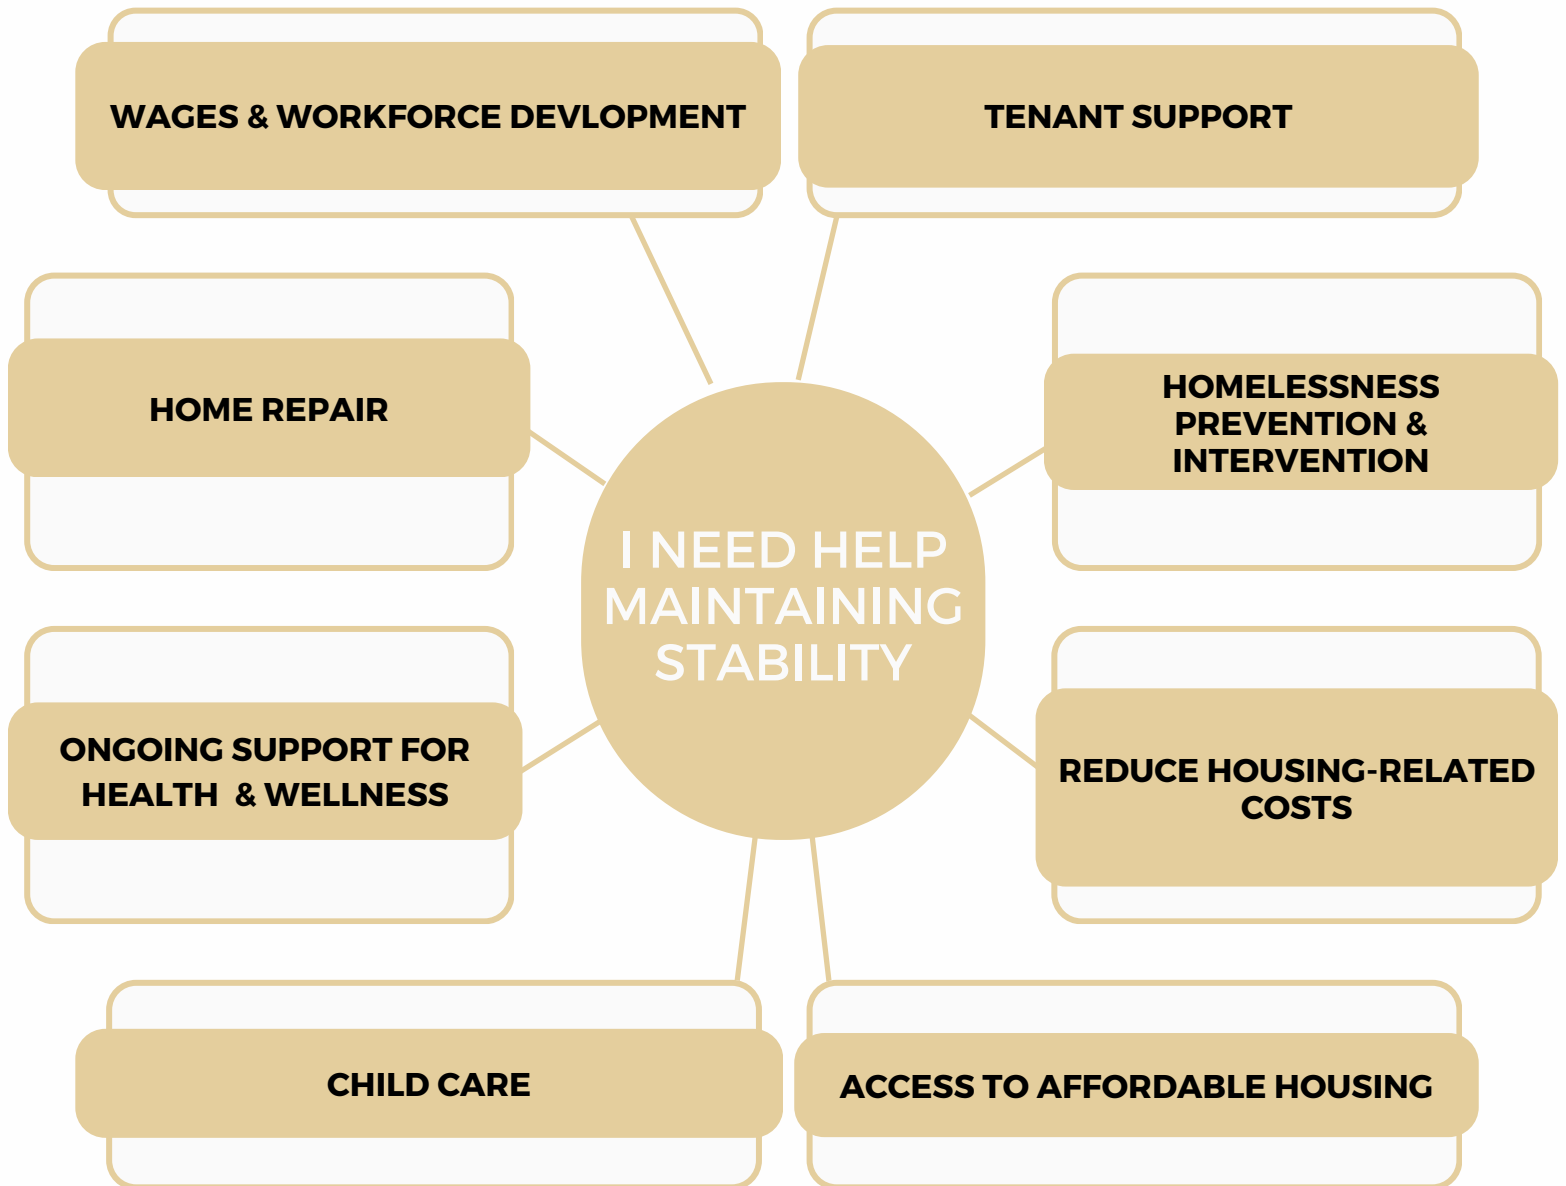 WAGES & WORKFORCE DEVLOPMENT
TENANT SUPPORT
HOME REPAIR
HOMELESSNESS
PREVENTION &
INTERVENTION
I NEED HELP
MAINTAINING
STABILITY
ONGOING SUPPORT FOR
HEALTH & WELLNESS
REDUCE HOUSING-RELATED
COSTS
CHILD CARE
ACCESS TO AFFORDABLE HOUSING